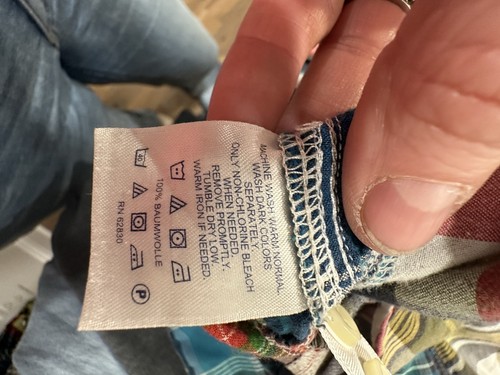 MACHINE WASH WARM NORMAL
WASH DARK COLORS
SEPARATELY.
ONLY NON-CHLORINE BLEACH
WHEN NEEDED.
TUMBLE DRY LOW.
REMOVE PROMPTLY.
WARM IRON IF NEEDED.
100% BAUMWOLLE
40
P
RN 62830